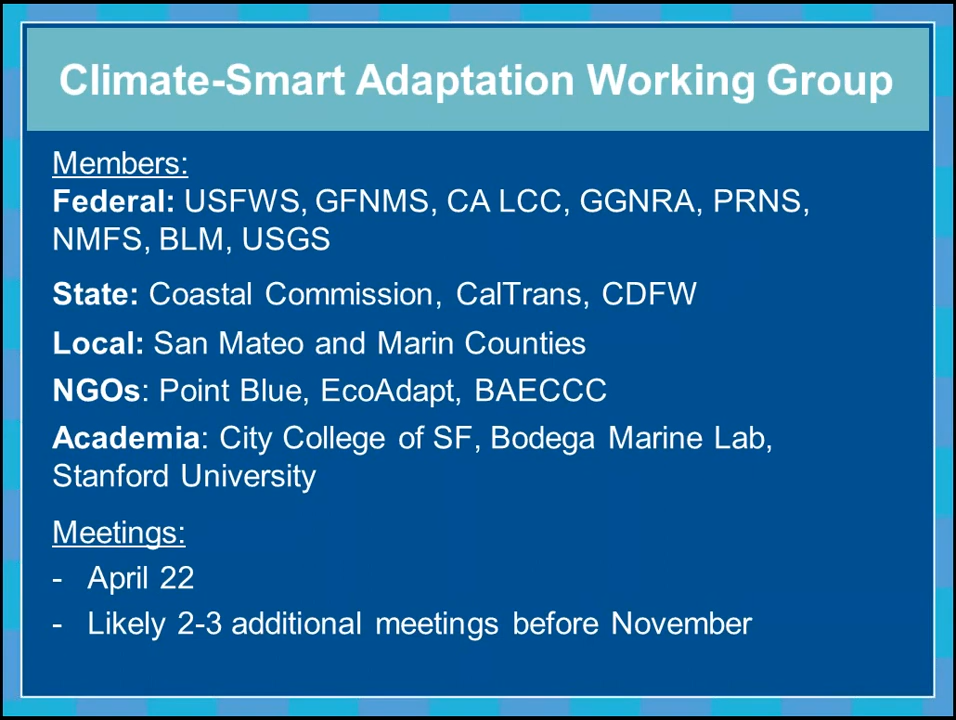 Climate-Smart Adaptation Working Group
Members:
Federal: USFWS, GFNMS, CA LCC, GGNRA, PRNS,
NMFS, BLM, USGS
State: Coastal Commission, CalTrans, CDFW
Local: San Mateo and Marin Counties
NGOs: Point Blue, EcoAdapt, BAECCC
Academia: City College of SF, Bodega Marine Lab,
Stanford University
Meetings:
- April 22
- Likely 2-3 additional meetings before November